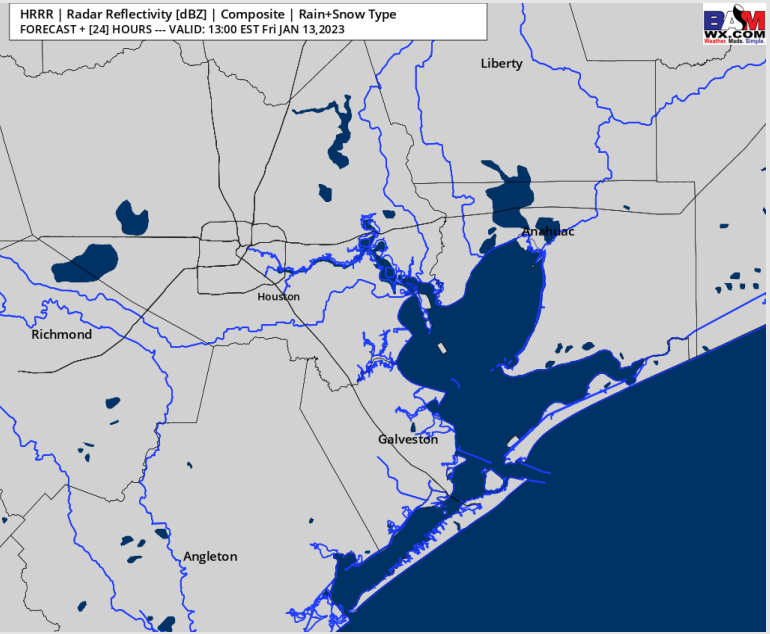 HRRR | Radar Reflectivity [dBZ] | Composite | Rain+Snow Type
FORECAST + [24] HOURS --- VALID: 13:00 EST Fri JAN 13,2023
BAM
WX.COM
Weather. Made. Simple.
Liberty
Anahuac
Houston
Richmond
Galveston
Angleton